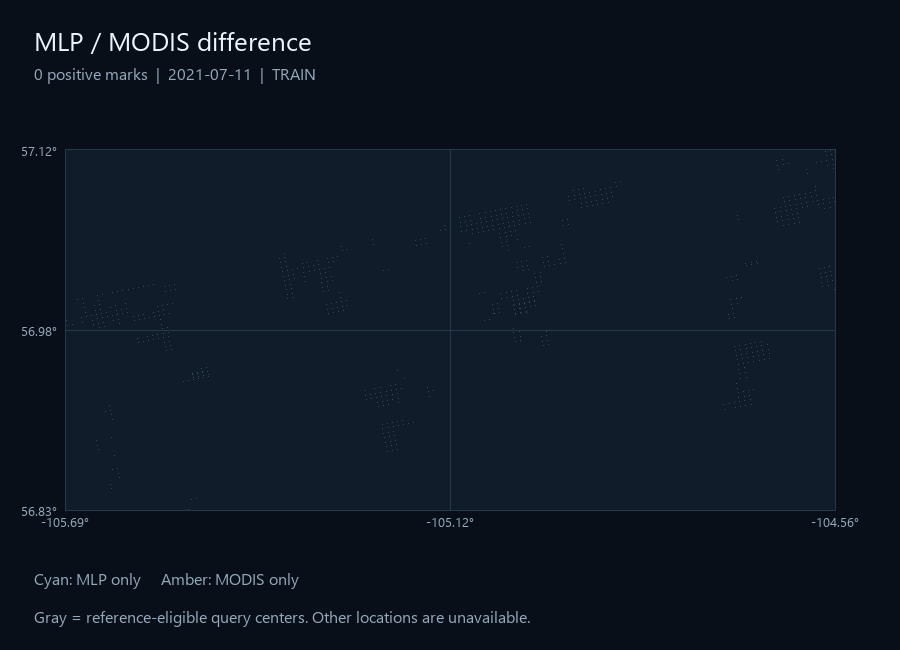 MLP / MODIS difference
0 positive marks | 2021-07-11 | TRAIN
57.12°
56.98°
56.83°
-105.69° -105.12° -104.56°
Cyan: MLP only Amber: MODIS only
Gray = reference-eligible query centers. Other locations are unavailable.